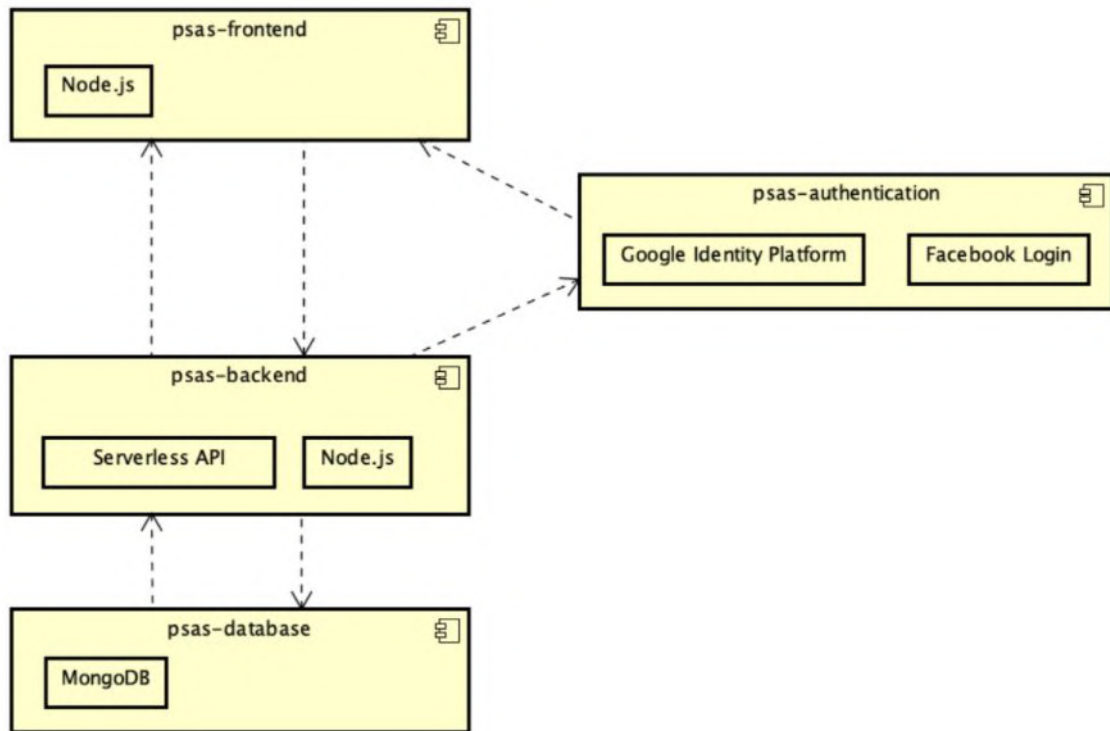 psas-frontend
Node.js
psas-authentication
Google Identity Platform
Facebook Login
psas-backend
Serverless API
Node.js
psas-database
MongoDB